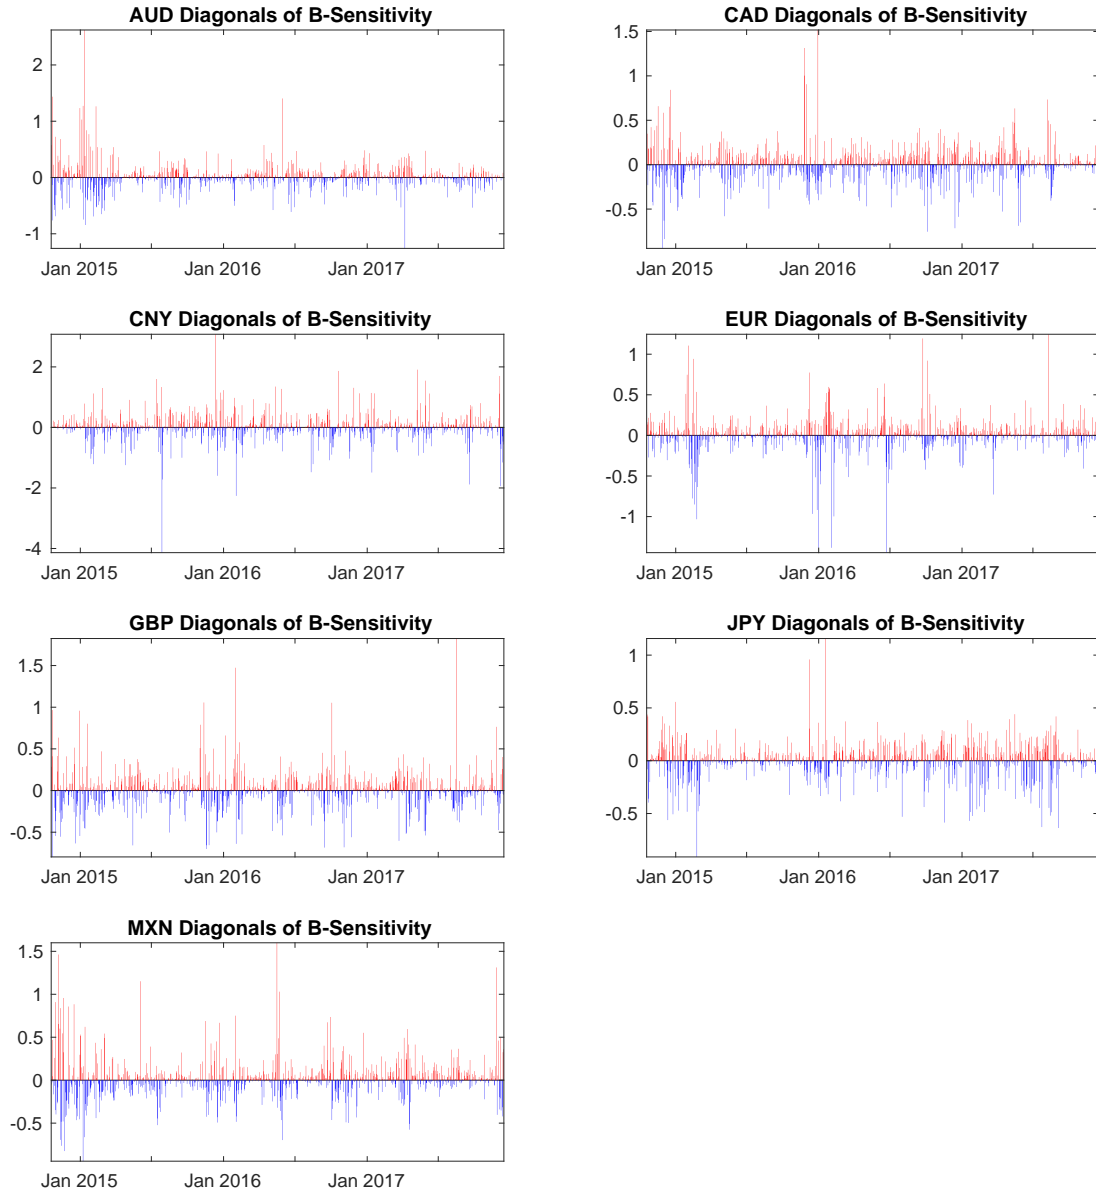 AUD Diagonals of B-Sensitivity
2
1
0
-1
Jan 2015 Jan 2016 Jan 2017
CAD Diagonals of B-Sensitivity
1.5
1
0.5
0
-0.5
Jan 2015 Jan 2016 Jan 2017
CNY Diagonals of B-Sensitivity
2
0
-2
-4
Jan 2015 Jan 2016 Jan 2017
EUR Diagonals of B-Sensitivity
1
0.5
0
-0.5
-1
Jan 2015 Jan 2016 Jan 2017
GBP Diagonals of B-Sensitivity
1.5
1
0.5
0
-0.5
Jan 2015 Jan 2016 Jan 2017
JPY Diagonals of B-Sensitivity
1
0.5
0
-0.5
Jan 2015 Jan 2016 Jan 2017
MXN Diagonals of B-Sensitivity
1.5
1
0.5
0
-0.5
Jan 2015 Jan 2016 Jan 2017